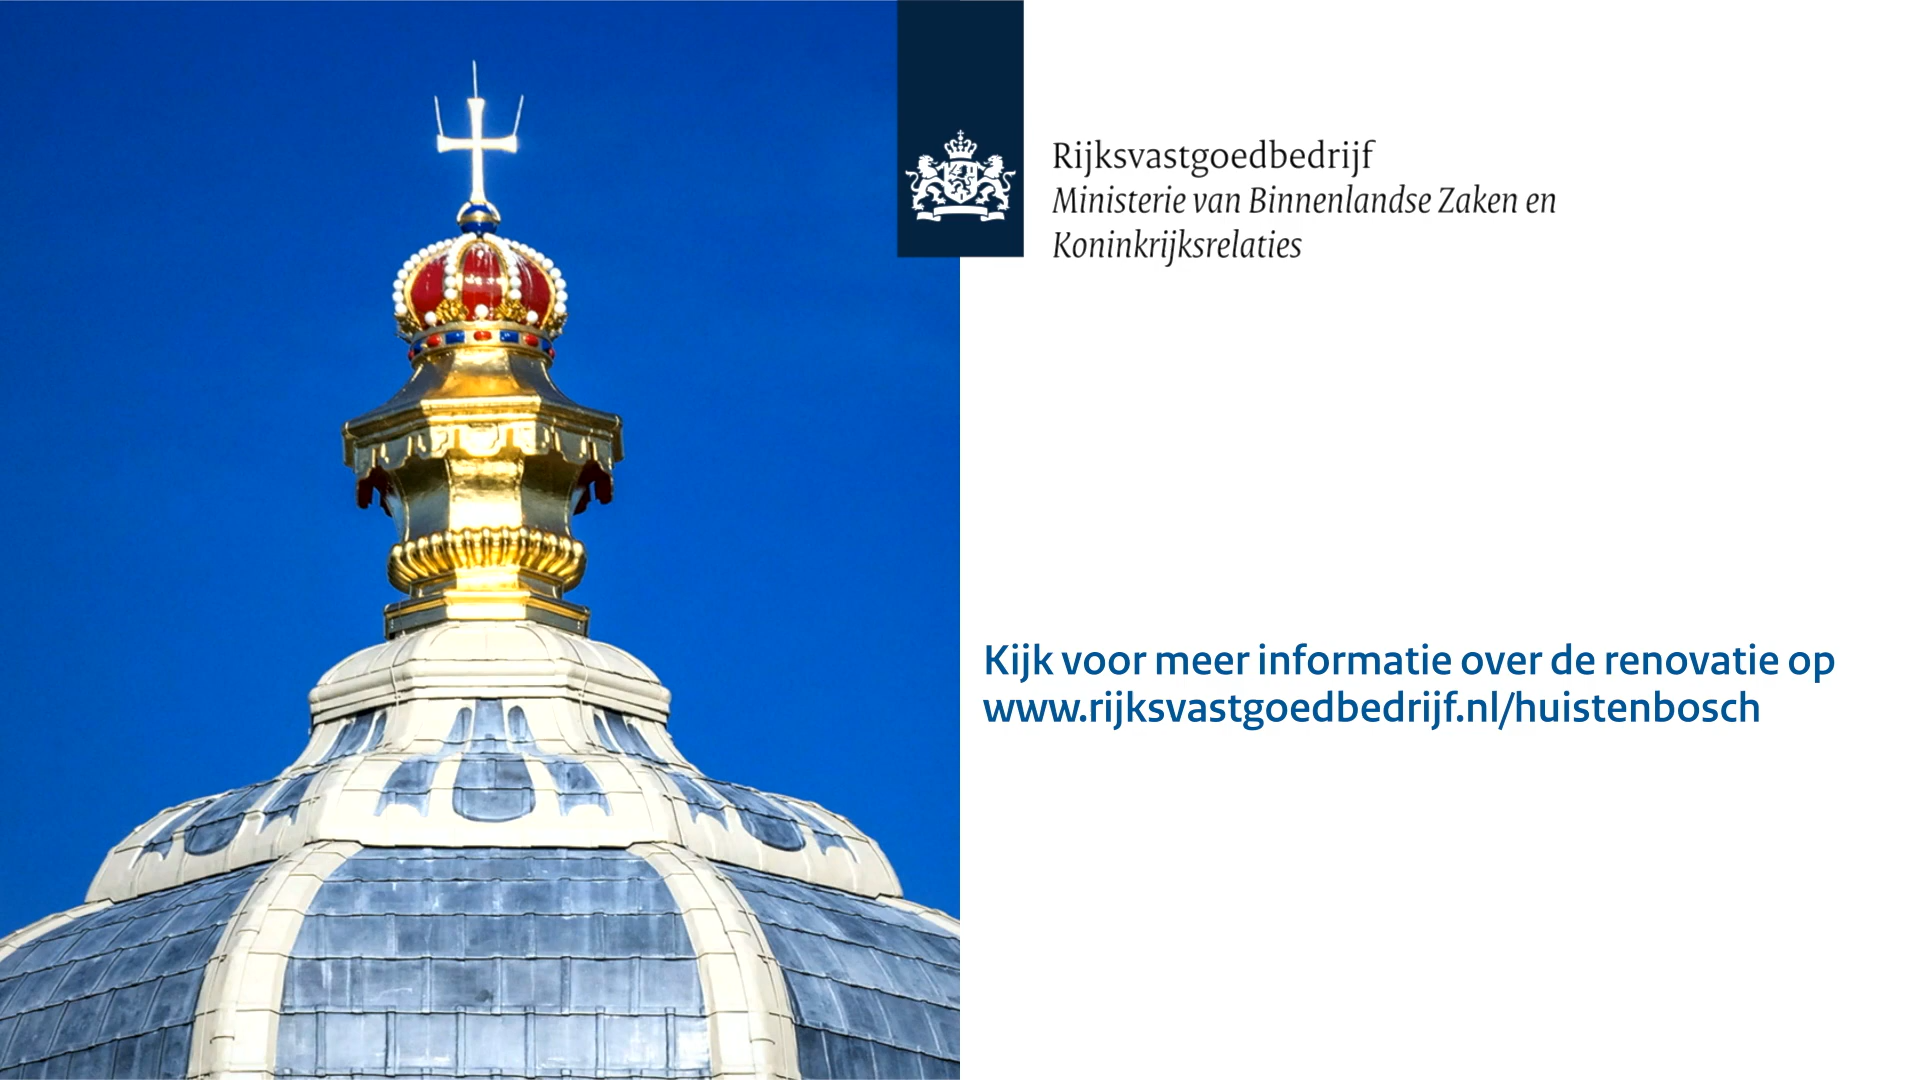 Rijksvastgoedbedrijf
Ministerie van Binnenlandse Zaken en
Koninkrijksrelaties
Kijk voor meer informatie over de renovatie op
www.rijksvastgoedbedrijf.nl/huistenbosch